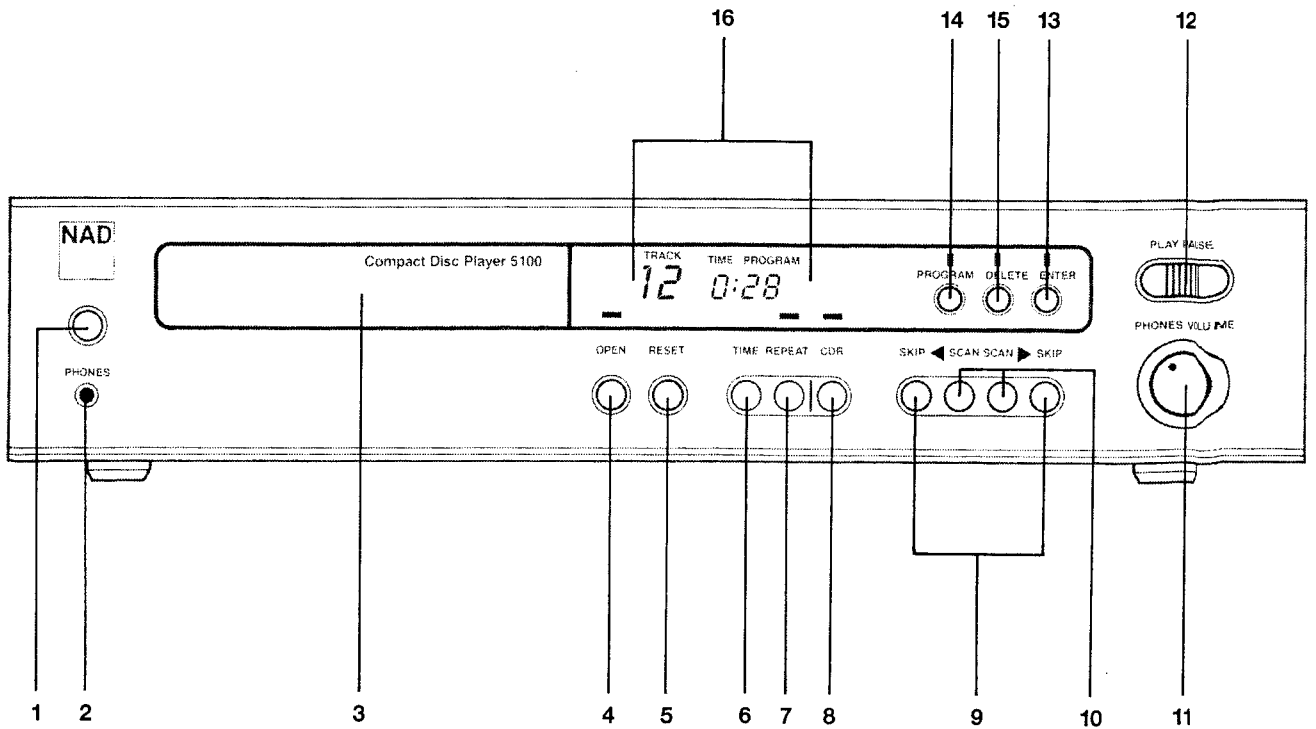 16 14 15 13 12
NAD
Compact Disc Player 5100
TRACK TIME PROGRAM
12 0:28
PROGRAM DELETE ENTER
PLAY PAUSE
PHONES VOLUME
OPEN RESET TIME REPEAT CDR SKIP SCAN SCAN SKIP
PHONES
1 2 3 4 5 6 7 8 9 10 11